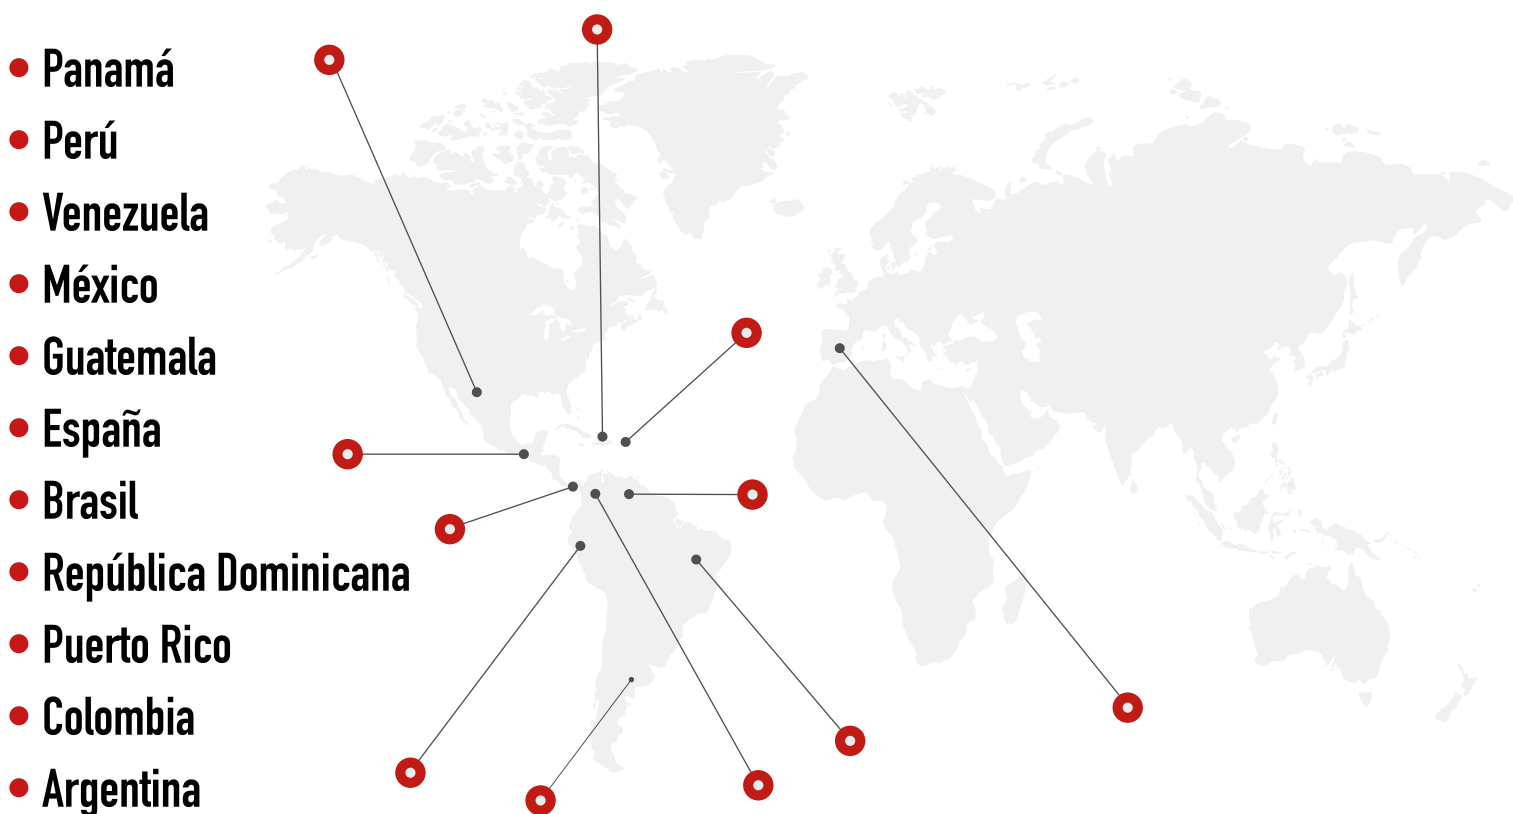 Panamá
Perú
Venezuela
México
Guatemala
España
Brasil
República Dominicana
Puerto Rico
Colombia
Argentina